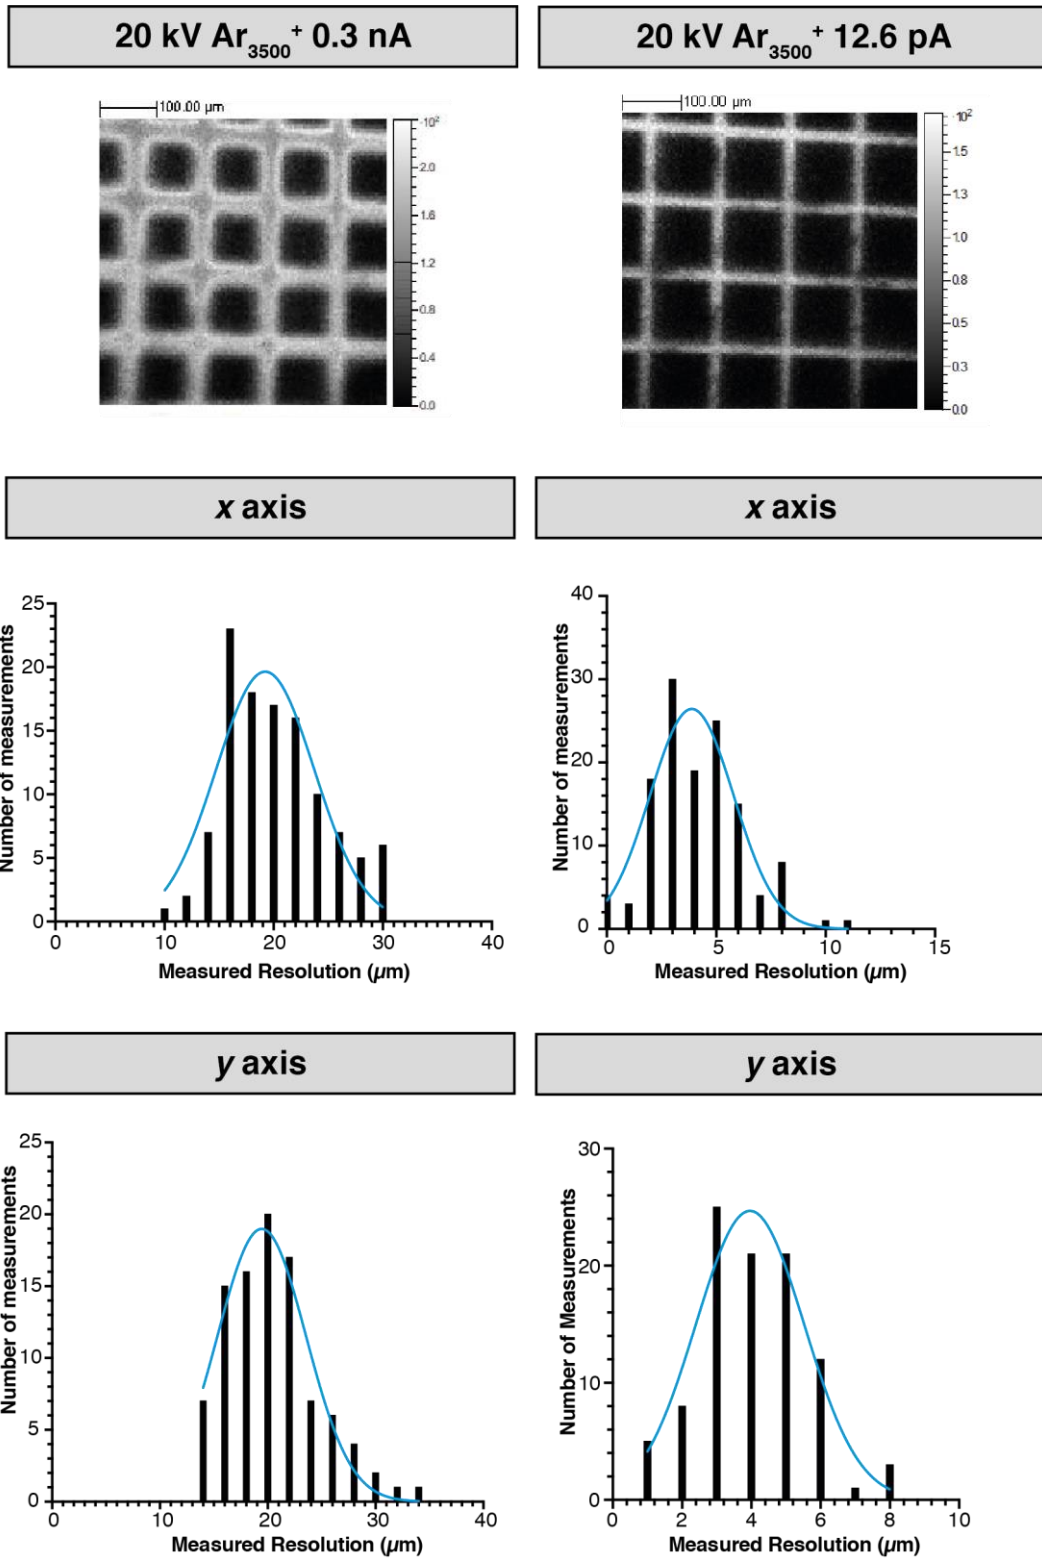 20 kV Ar3500+ 0.3 nA
20 kV Ar3500+ 12.6 pA
100.00 µm
10²
2.0
1.6
1.2
0.8
0.4
0.0
100.00 µm
10²
1.5
1.3
1.0
0.8
0.5
0.3
0.0
x axis
x axis
Number of measurements
25
20
15
10
5
0
0 10 20 30 40
Measured Resolution (µm)
Number of measurements
40
30
20
10
0
0 5 10 15
Measured Resolution (µm)
y axis
y axis
Number of measurements
25
20
15
10
5
0
0 10 20 30 40
Measured Resolution (µm)
Number of Measurements
30
20
10
0
0 2 4 6 8 10
Measured Resolution (µm)